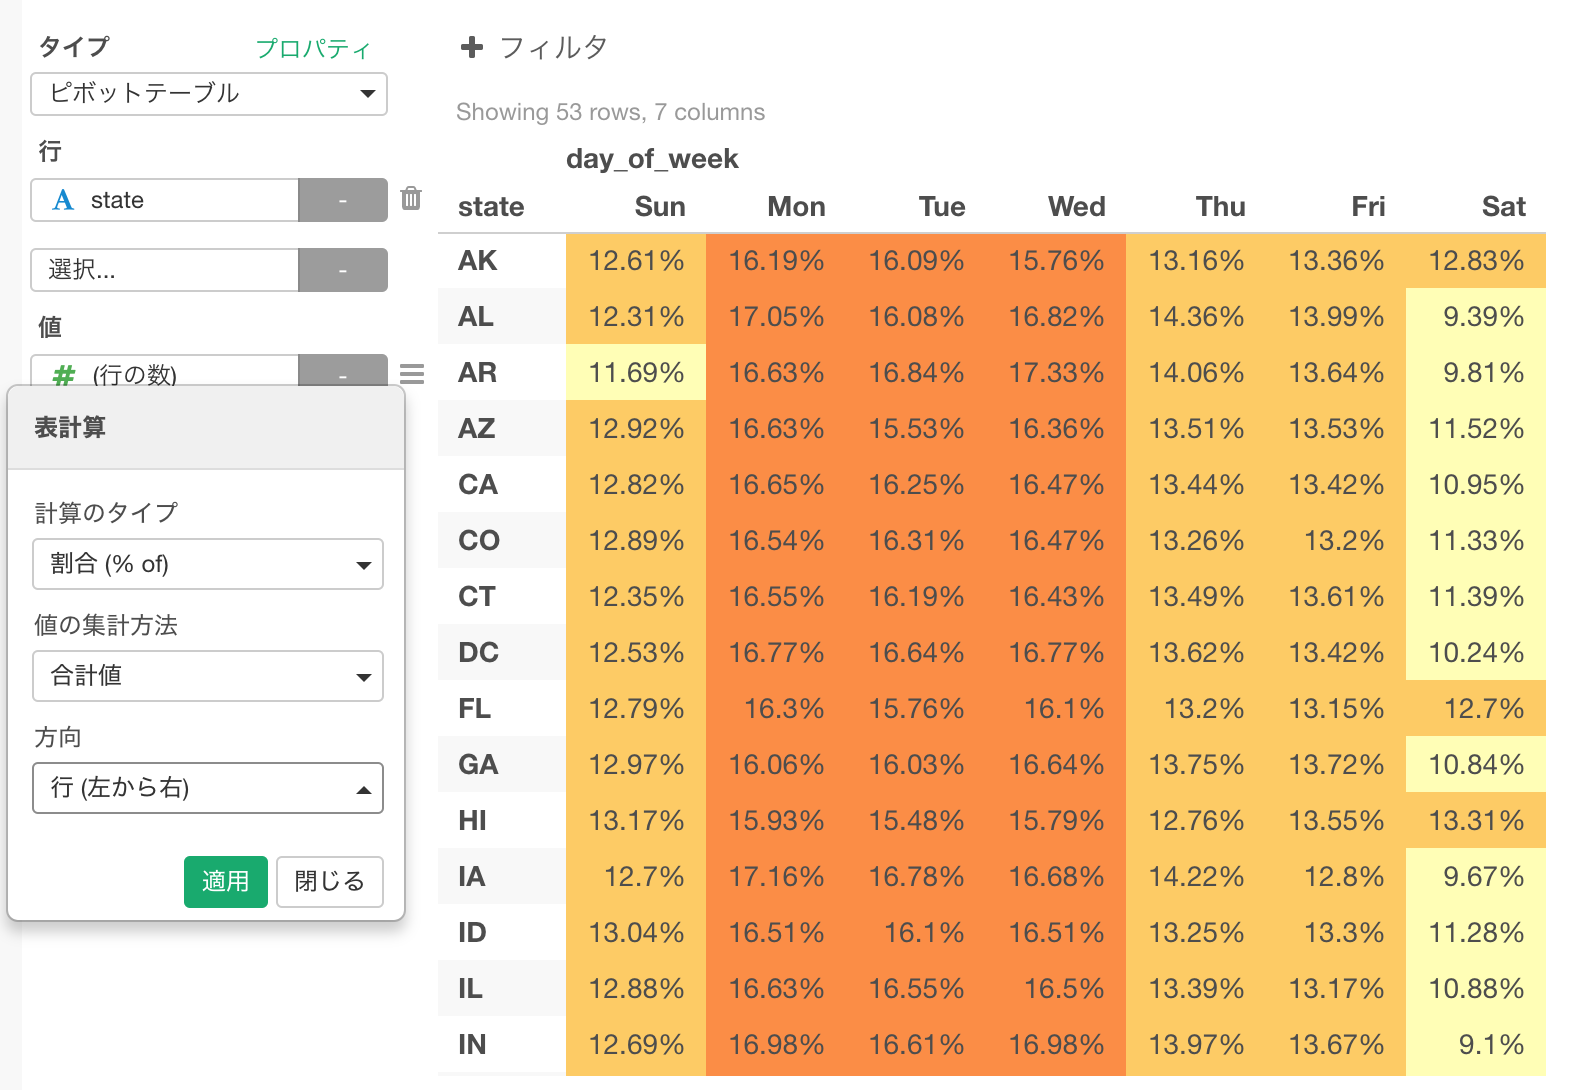 タイプ
プロパティ
ピボットテーブル
行
state
-
選択...
-
値
# (行の数)
-
表計算
計算のタイプ
割合 (% of)
値の集計方法
合計値
方向
行 (左から右)
適用
閉じる
フィルタ
Showing 53 rows, 7 columns
day_of_week
state Sun Mon Tue Wed Thu Fri Sat
AK 12.61% 16.19% 16.09% 15.76% 13.16% 13.36% 12.83%
AL 12.31% 17.05% 16.08% 16.82% 14.36% 13.99% 9.39%
AR 11.69% 16.63% 16.84% 17.33% 14.06% 13.64% 9.81%
AZ 12.92% 16.63% 15.53% 16.36% 13.51% 13.53% 11.52%
CA 12.82% 16.65% 16.25% 16.47% 13.44% 13.42% 10.95%
CO 12.89% 16.54% 16.31% 16.47% 13.26% 13.2% 11.33%
CT 12.35% 16.55% 16.19% 16.43% 13.49% 13.61% 11.39%
DC 12.53% 16.77% 16.64% 16.77% 13.62% 13.42% 10.24%
FL 12.79% 16.3% 15.76% 16.1% 13.2% 13.15% 12.7%
GA 12.97% 16.06% 16.03% 16.64% 13.75% 13.72% 10.84%
HI 13.17% 15.93% 15.48% 15.79% 12.76% 13.55% 13.31%
IA 12.7% 17.16% 16.78% 16.68% 14.22% 12.8% 9.67%
ID 13.04% 16.51% 16.1% 16.51% 13.25% 13.3% 11.28%
IL 12.88% 16.63% 16.55% 16.5% 13.39% 13.17% 10.88%
IN 12.69% 16.98% 16.61% 16.98% 13.97% 13.67% 9.1%